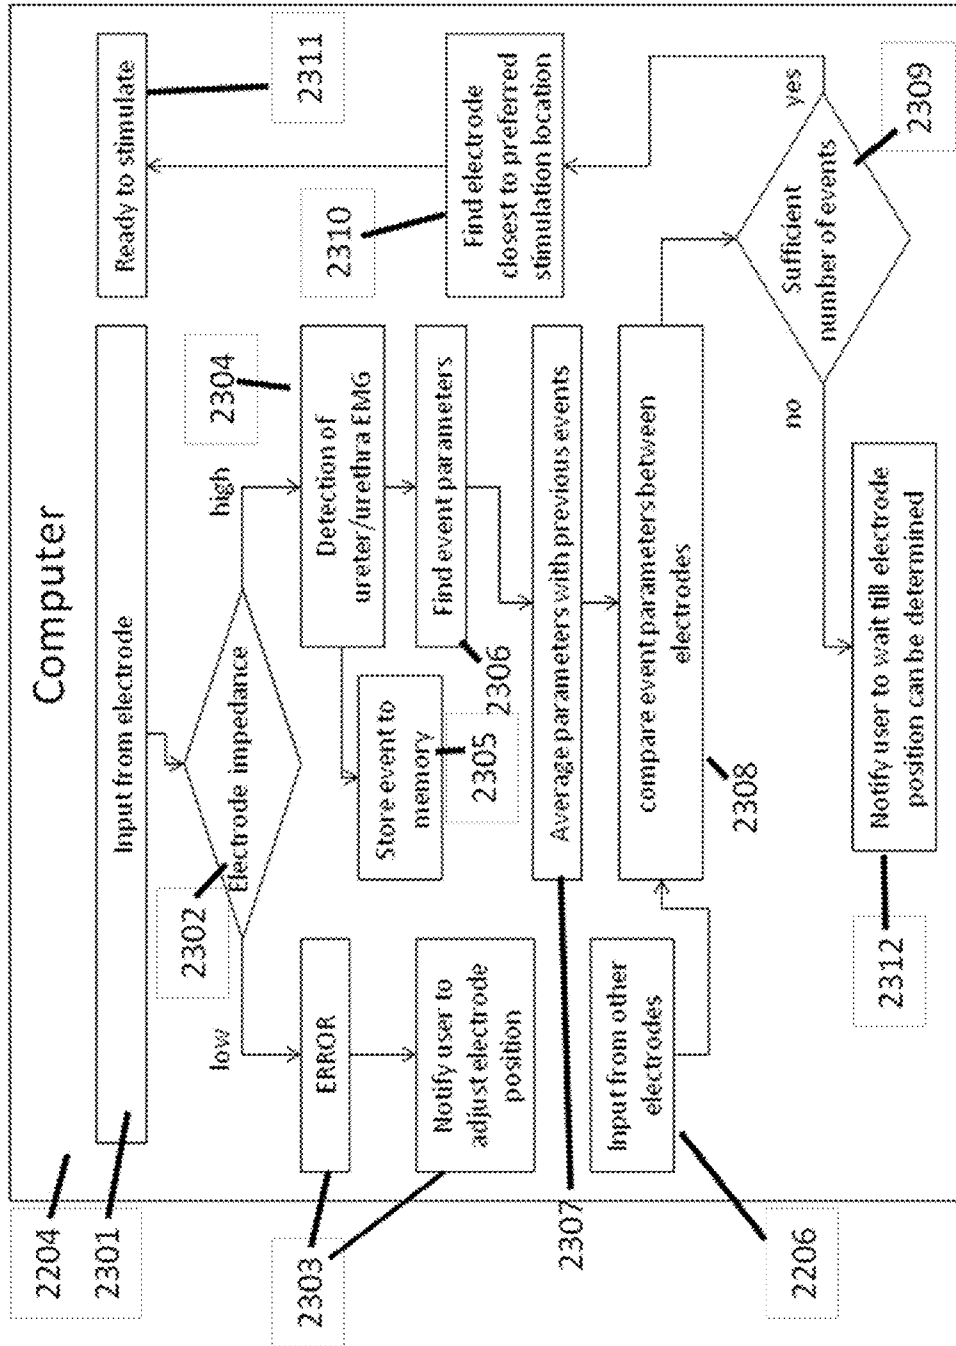 Computer
2204
2301
Input from electrode
Ready to stimulate
2311
2302
Electrode impedance
low
high
2303
ERROR
Notify user to
adjust electrode
position
2304
Detection of
ureter/urethra EMG
Store event to
memory
2305
Find event parameters
2306
2310
Find electrode
closest to preferred
stimulation location
2307
Average parameters with previous events
2206
Input from other
electrodes
compare event parameters between
electrodes
2308
Sufficient
number of events
yes
no
2309
2312
Notify user to wait till electrode
position can be determined